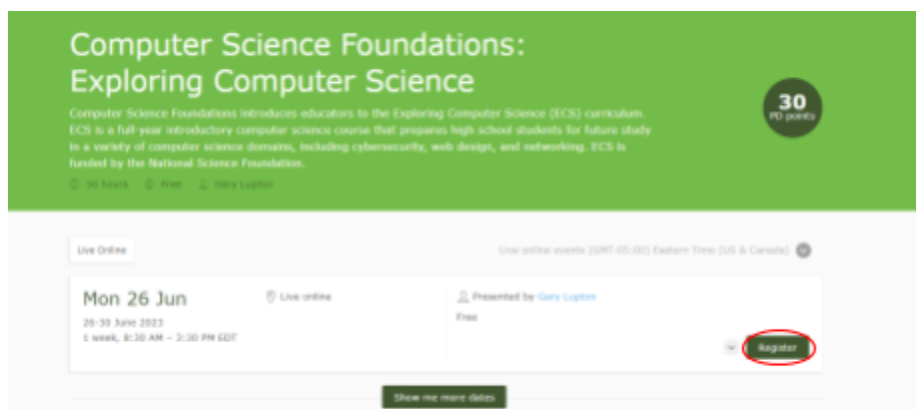 Computer Science Foundations:
Exploring Computer Science
Computer Science Foundations introduces educators to the Exploring Computer Science (ECS) curriculum.
ECS is a full-year introductory computer science course that prepares high school students for future study
in a variety of computer science domains, including cybersecurity, web design, and networking. ECS is
funded by the National Science Foundation.
30 PD points
30 hours Free Gary Lupton
Live Online
Live online events (GMT-05:00) Eastern Time (US & Canada)
Mon 26 Jun
26-30 June 2023
1 week, 8:30 AM – 3:30 PM EDT
Live online
Presented by Gary Lupton
Free
Register
Show me more dates